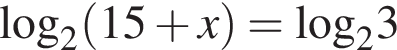 log₂(15 + x) = log₂3